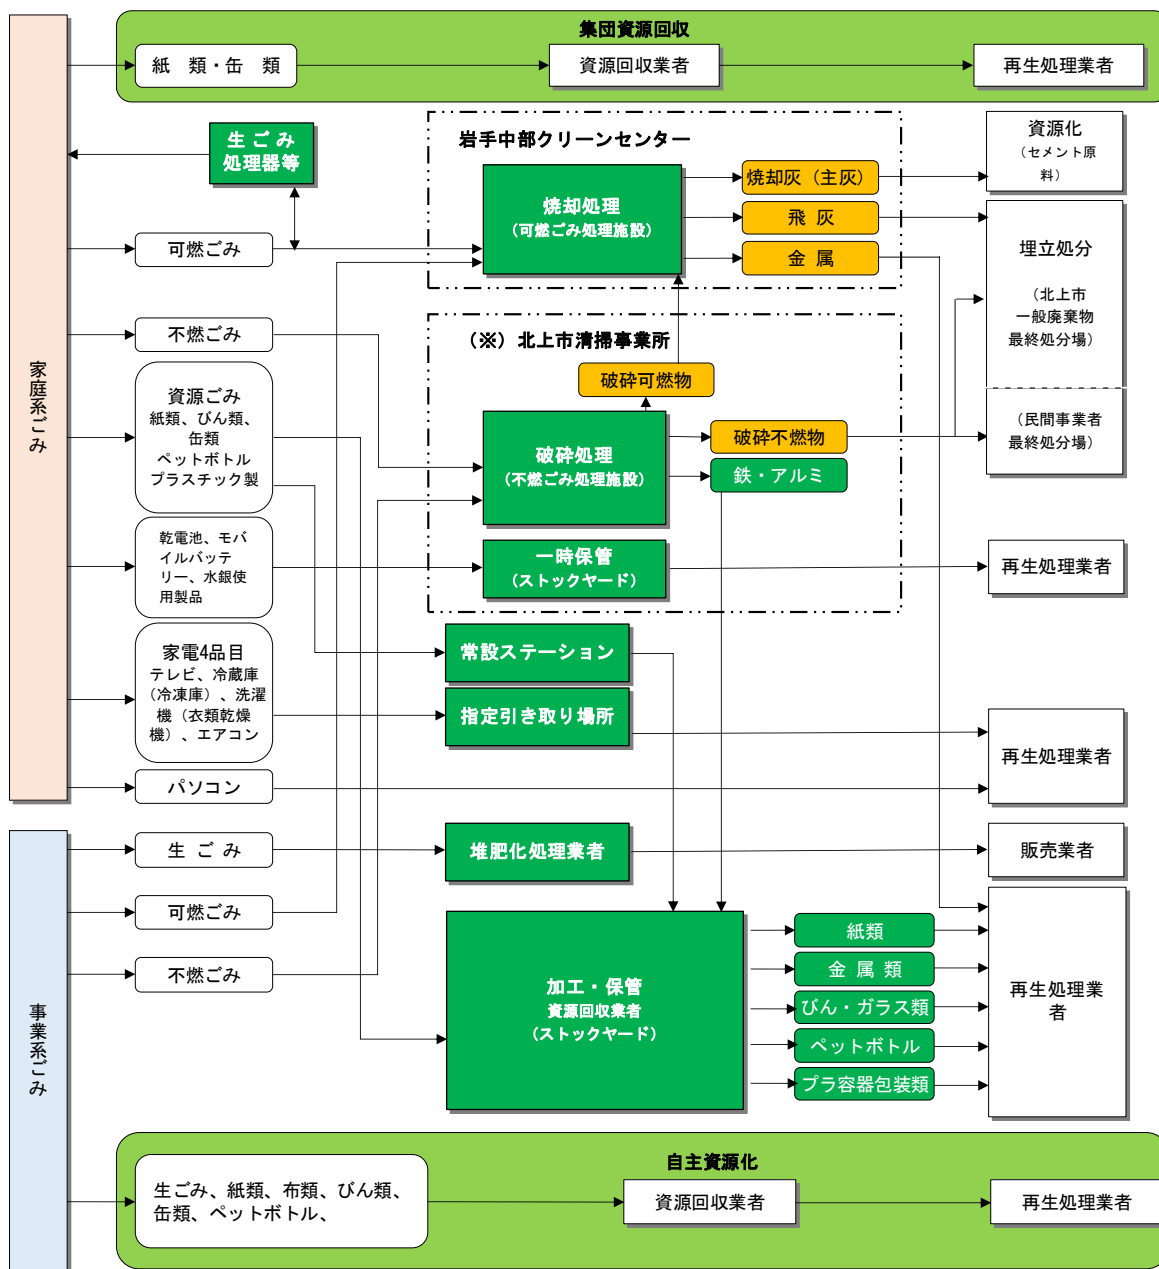 集団資源回収
紙　類・缶　類
資源回収業者
再生処理業者
家庭系ごみ
生 ご み
処理器等
岩手中部クリーンセンター
焼却処理
（可燃ごみ処理施設）
焼却灰（主灰）
飛 灰
金 属
資源化
（セメント原
料）
可燃ごみ
埋立処分
（北上市
一般廃棄物
最終処分場）
（民間事業者
最終処分場）
不燃ごみ
（※）北上市清掃事業所
破砕可燃物
破砕処理
（不燃ごみ処理施設）
破砕不燃物
鉄・アルミ
資源ごみ
紙類、びん類、
缶類
ペットボトル
プラスチック製
乾電池、モバ
イルバッテ
リー、水銀使
用製品
一時保管
（ストックヤード）
再生処理業者
家電4品目
テレビ、冷蔵庫
（冷凍庫）、洗濯
機（衣類乾燥
機）、エアコン
常設ステーション
指定引き取り場所
再生処理業者
パソコン
事業系ごみ
生 ご み
堆肥化処理業者
販売業者
可燃ごみ
不燃ごみ
加工・保管
資源回収業者
（ストックヤード）
紙類
金 属 類
びん・ガラス類
ペットボトル
プラ容器包装類
再生処理業
者
自主資源化
生ごみ、紙類、布類、びん類、
缶類、ペットボトル、
資源回収業者
再生処理業者